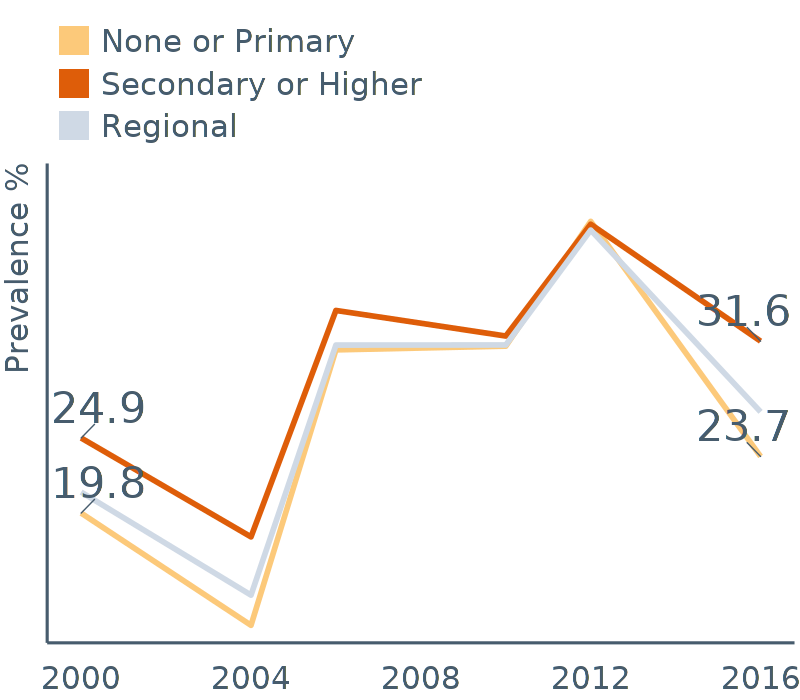 None or Primary
Secondary or Higher
Regional
Prevalence %
31.6
24.9
23.7
19.8
2000 2004 2008 2012 2016